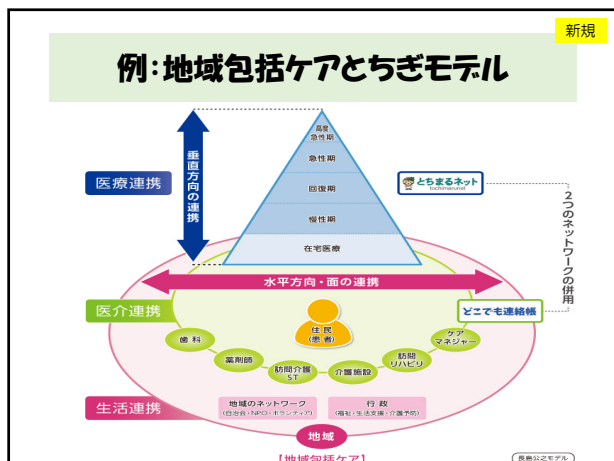 新規
例:地域包括ケアとちぎモデル
高度
急性期
急性期
回復期
慢性期
在宅医療
垂直方向の連携
医療連携
とちまるネット
tochimarunet
2つのネットワークの併用
水平方向・面の連携
医介連携
どこでも連絡帳
住民
(患者)
歯科
薬剤師
訪問介護
ST
介護施設
訪問
リハビリ
ケア
マネジャー
生活連携
地域のネットワーク
(自治会・NPO・ボランティア)
行政
(福祉・生活支援・介護予防)
地域
【地域包括ケア】
長島公之モデル